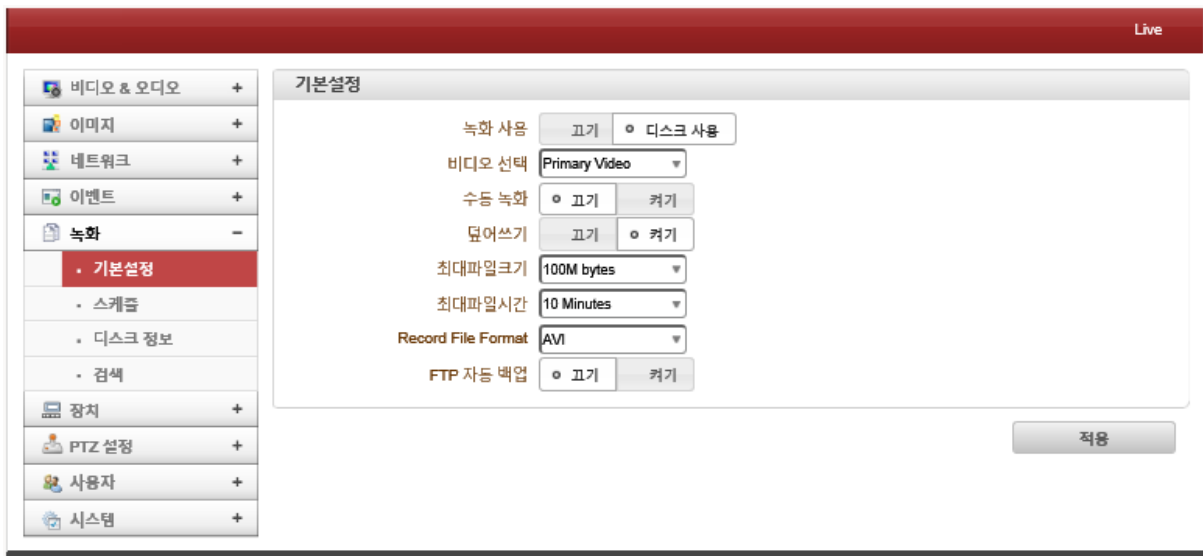 Live
비디오 & 오디오 +
이미지 +
네트워크 +
이벤트 +
녹화 -
기본설정
스케줄
디스크 정보
검색
장치 +
PTZ 설정 +
사용자 +
시스템 +
기본설정
녹화 사용 끄기 디스크 사용
비디오 선택 Primary Video
수동 녹화 끄기 켜기
덮어쓰기 끄기 켜기
최대파일크기 100M bytes
최대파일시간 10 Minutes
Record File Format AVI
FTP 자동 백업 끄기 켜기
적용